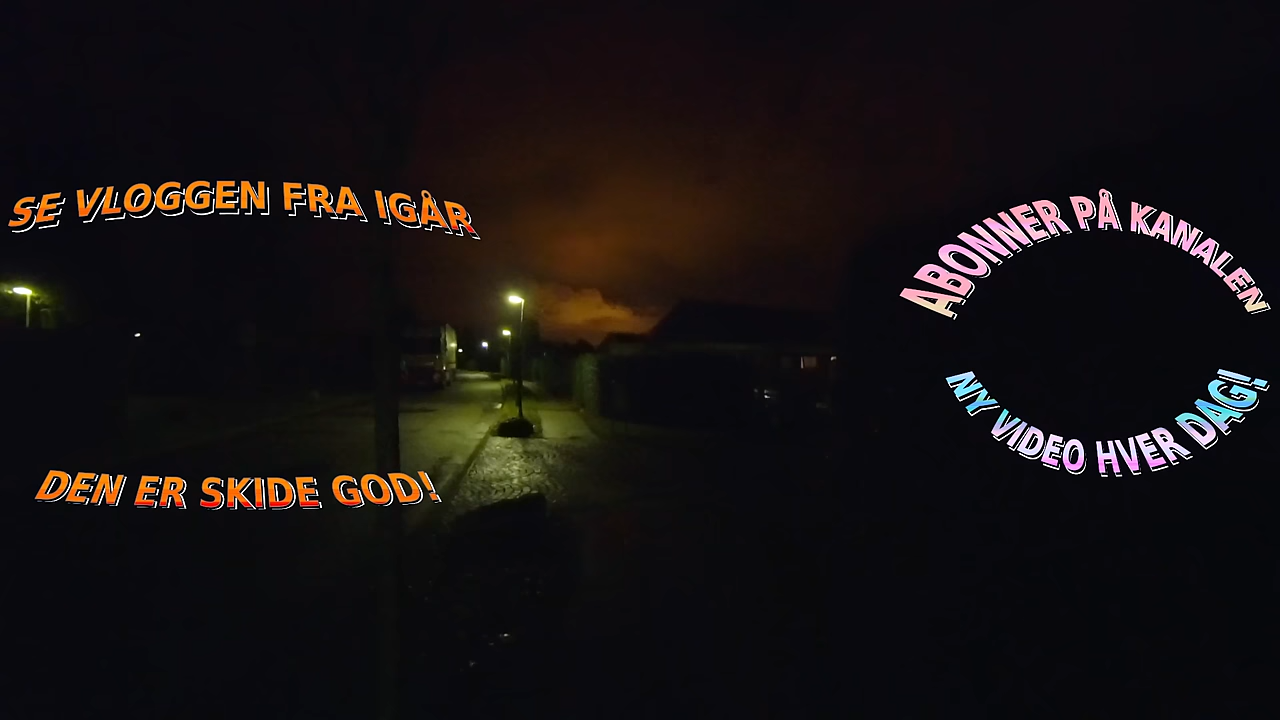 SE VLOGGEN FRA IGÅR
DEN ER SKIDE GOD!
ABONNER PÅ KANALEN
NY VIDEO HVER DAG!